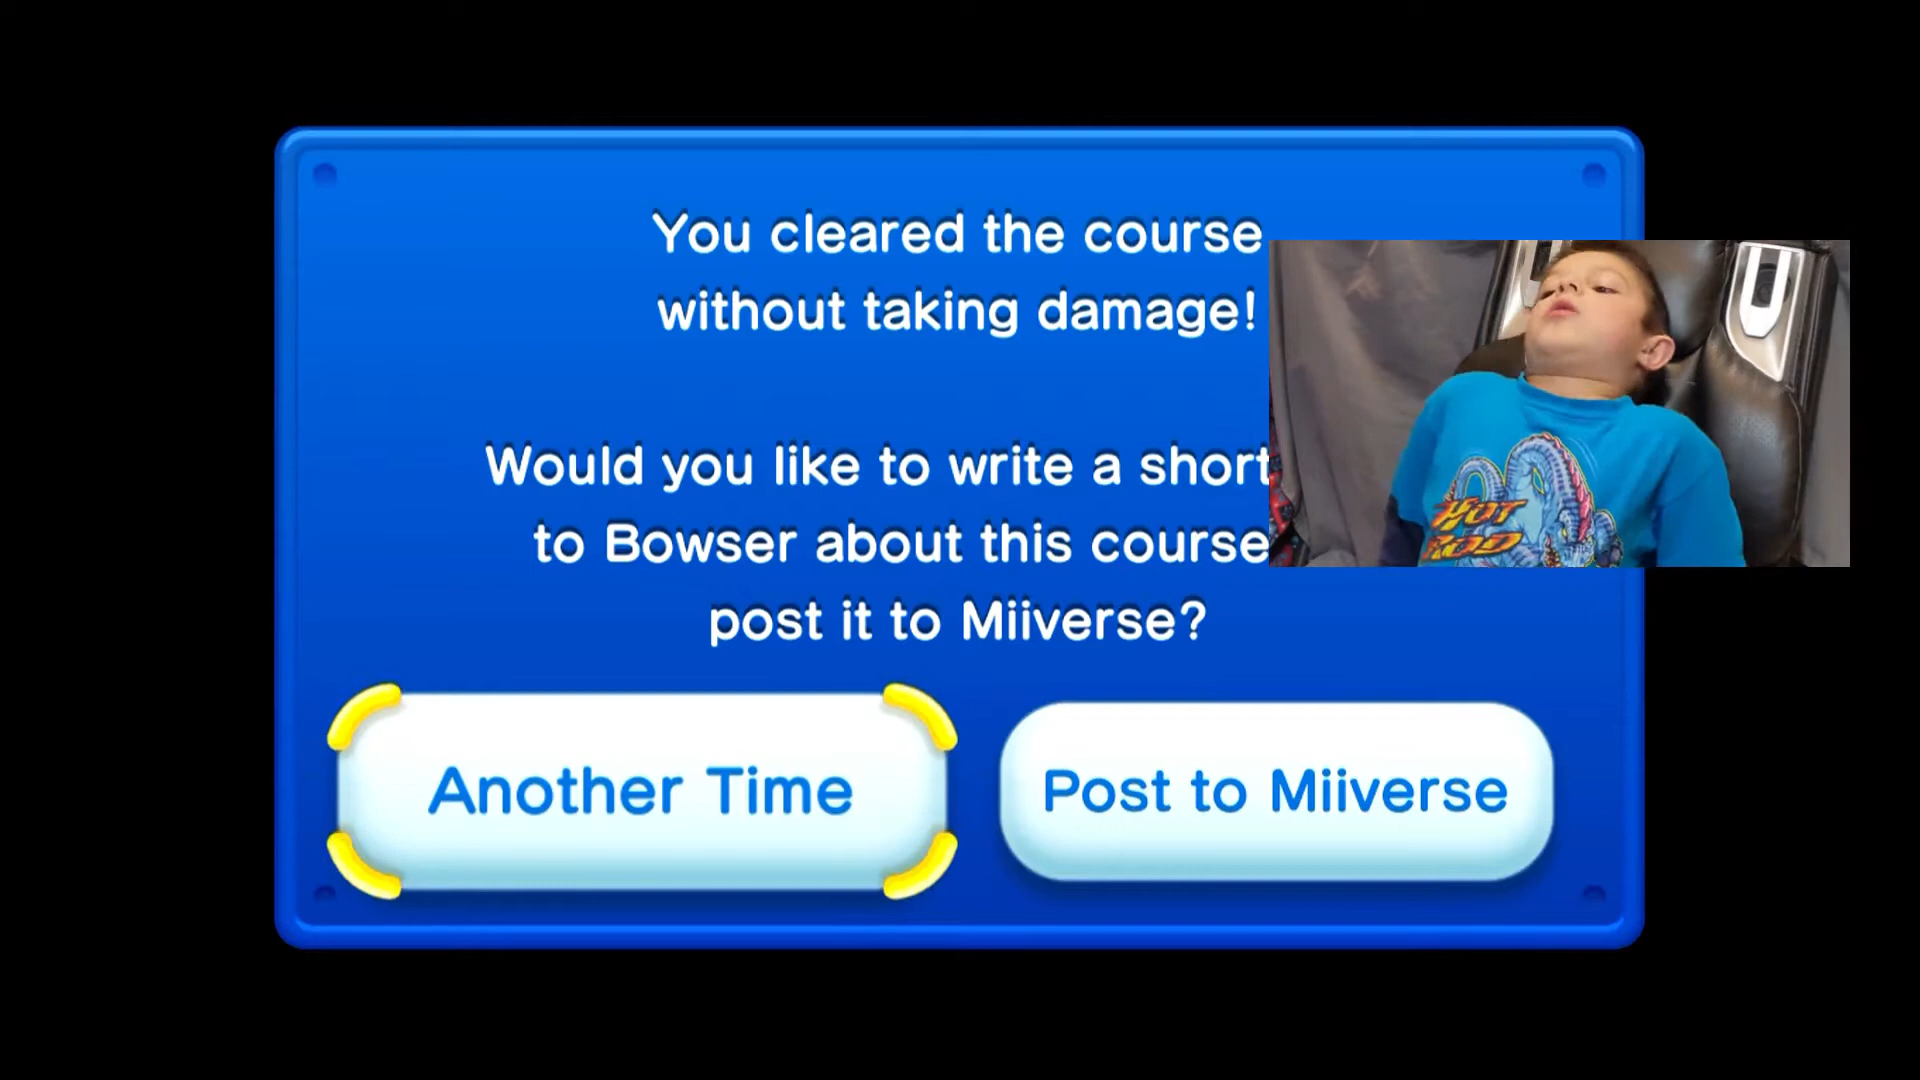 You cleared the course
without taking damage!
Would you like to write a short
to Bowser about this course
post it to Miiverse?
Another Time
Post to Miiverse
HOT
ROD